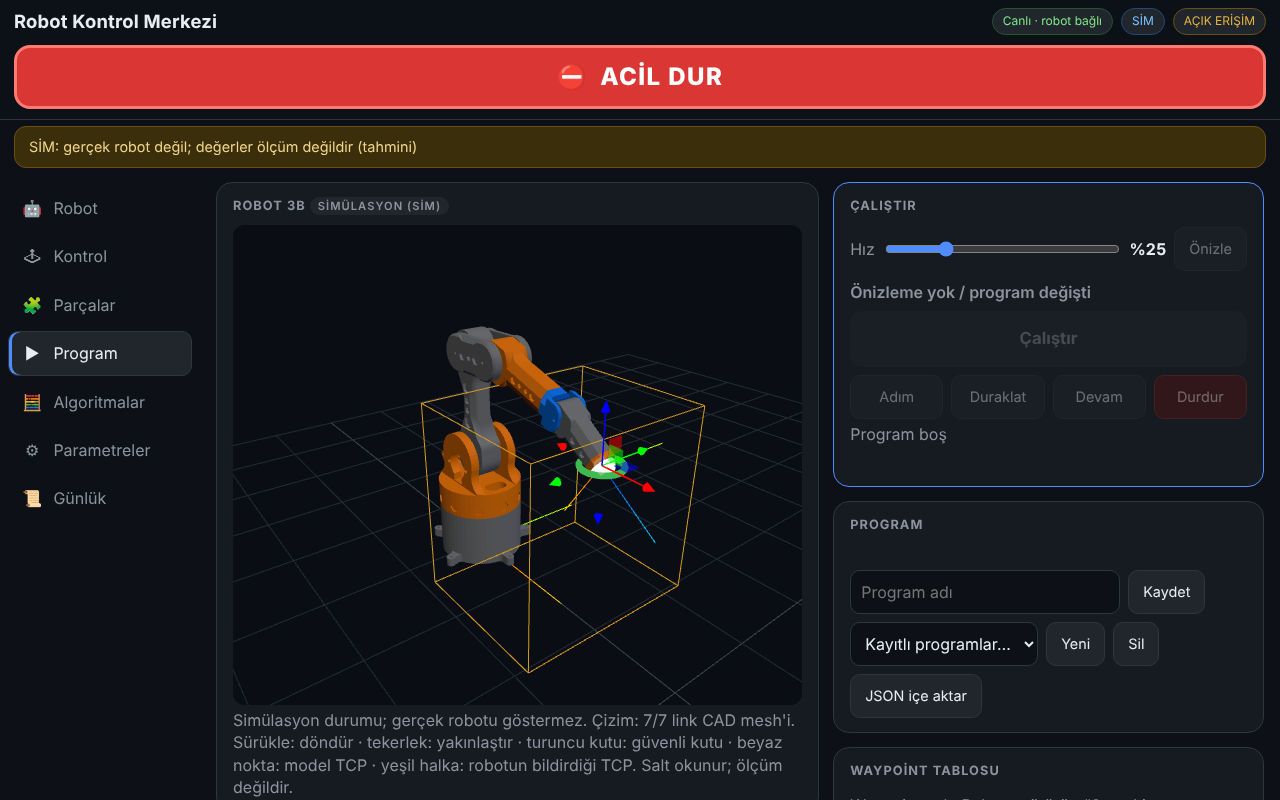 Robot Kontrol Merkezi
Canlı · robot bağlı
SİM
AÇIK ERİŞİM
ACİL DUR
SİM: gerçek robot değil; değerler ölçüm değildir (tahmini)
Robot
Kontrol
Parçalar
Program
Algoritmalar
Parametreler
Günlük
ROBOT 3B SİMÜLASYON (SİM)
Simülasyon durumu; gerçek robotu göstermez. Çizim: 7/7 link CAD mesh'i.
Sürükle: döndür · tekerlek: yakınlaştır · turuncu kutu: güvenli kutu · beyaz
nokta: model TCP · yeşil halka: robotun bildirdiği TCP. Salt okunur; ölçüm
değildir.
ÇALIŞTIR
Hız %25 Önizle
Önizleme yok / program değişti
Çalıştır
Adım Duraklat Devam Durdur
Program boş
PROGRAM
Program adı Kaydet
Kayıtlı programlar... Yeni Sil
JSON içe aktar
WAYPOİNT TABLOSU